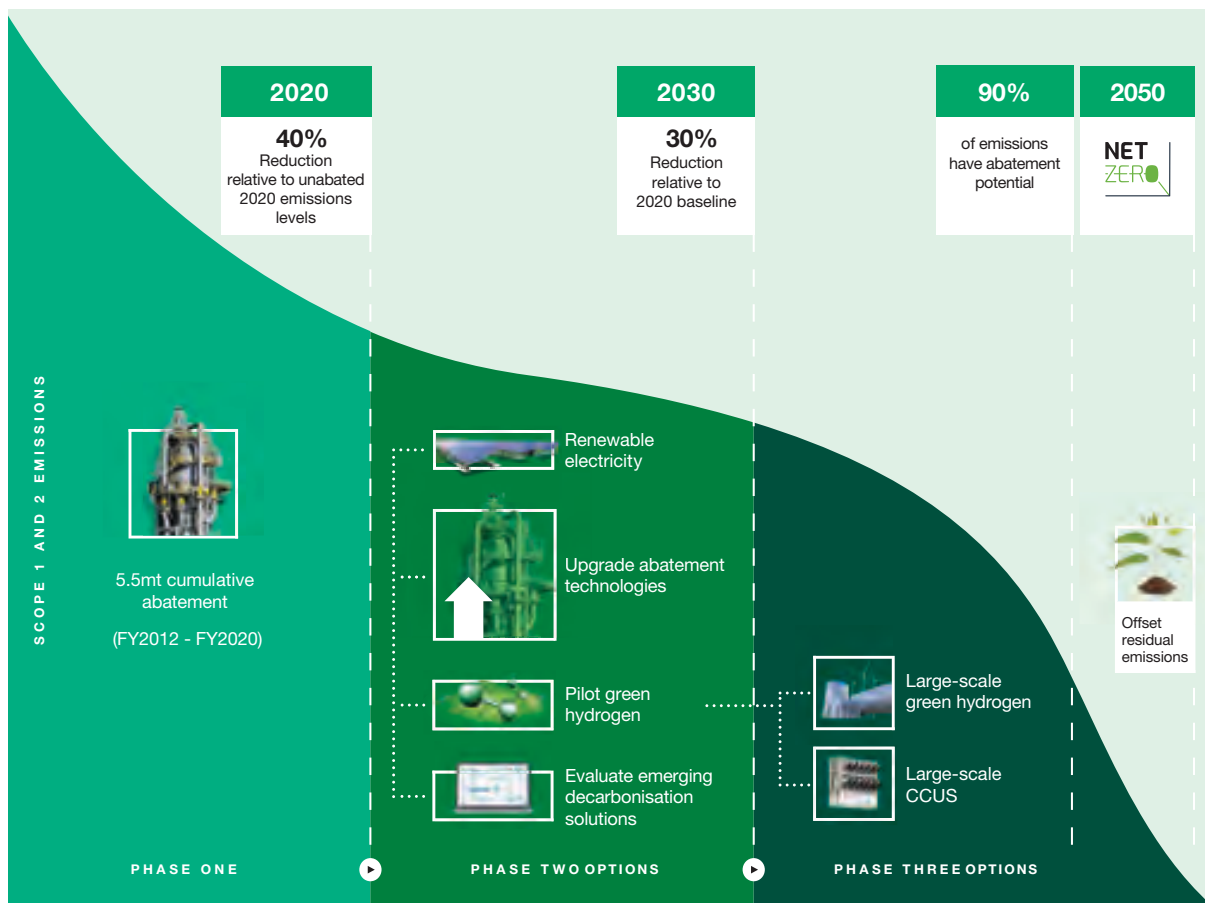 2020
40%
Reduction
relative to unabated
2020 emissions
levels
2030
30%
Reduction
relative to
2020 baseline
90%
of emissions
have abatement
potential
2050
NET
ZERO
SCOPE 1 AND 2 EMISSIONS
5.5mt cumulative
abatement
(FY2012 - FY2020)
Renewable
electricity
Upgrade abatement
technologies
Pilot green
hydrogen
Evaluate emerging
decarbonisation
solutions
Large-scale
green hydrogen
Large-scale
CCUS
Offset
residual
emissions
PHASE ONE
PHASE TWO OPTIONS
PHASE THREE OPTIONS